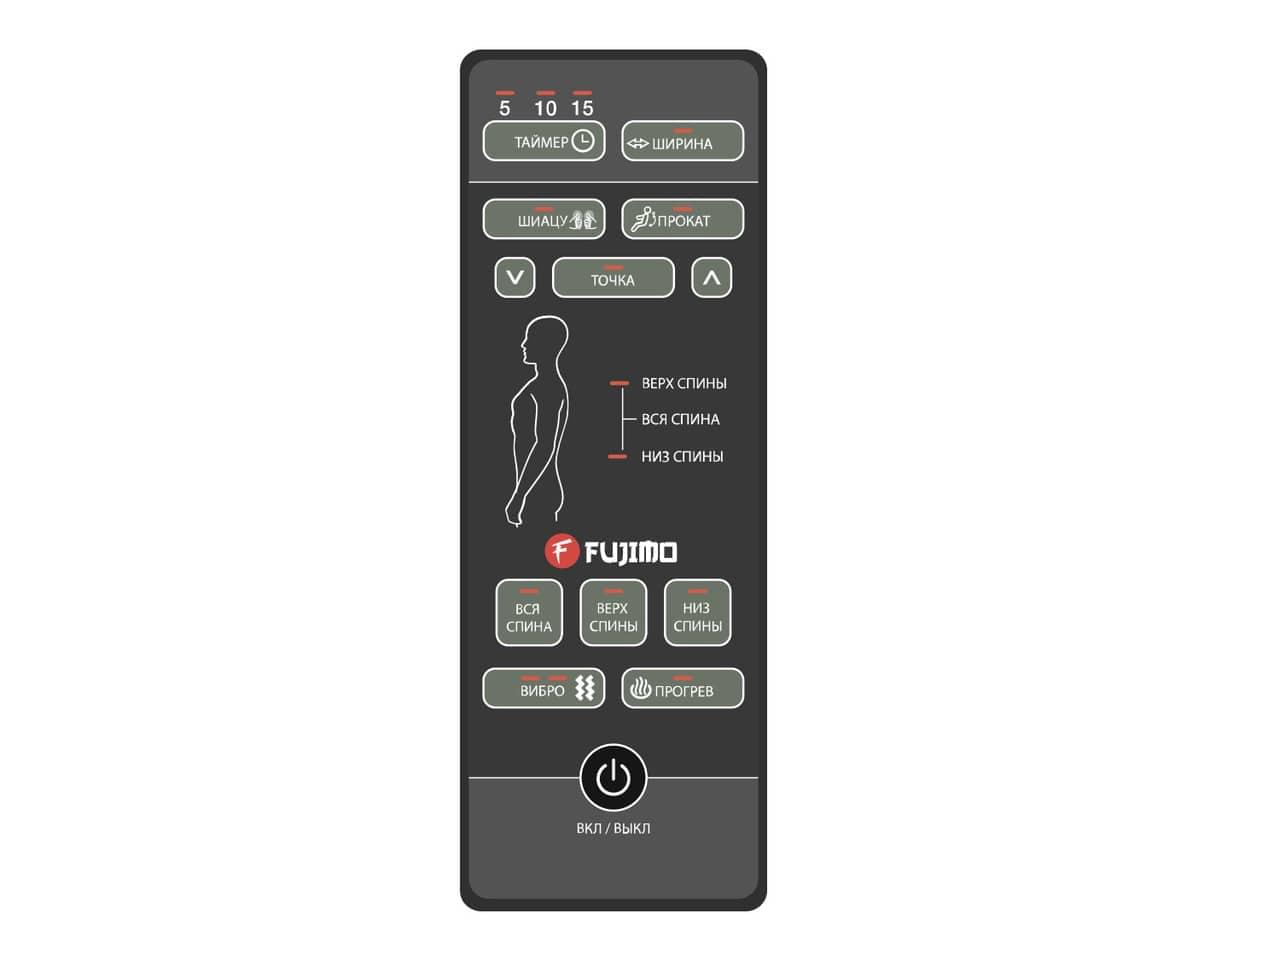 5 10 15
ТАЙМЕР ШИРИНА
ШИАЦУ ПРОКАТ
ТОЧКА
ВЕРХ СПИНЫ
ВСЯ СПИНА
НИЗ СПИНЫ
F FUJIMO
ВСЯ
СПИНА
ВЕРХ
СПИНЫ
НИЗ
СПИНЫ
ВИБРО ПРОГРЕВ
ВКЛ / ВЫКЛ